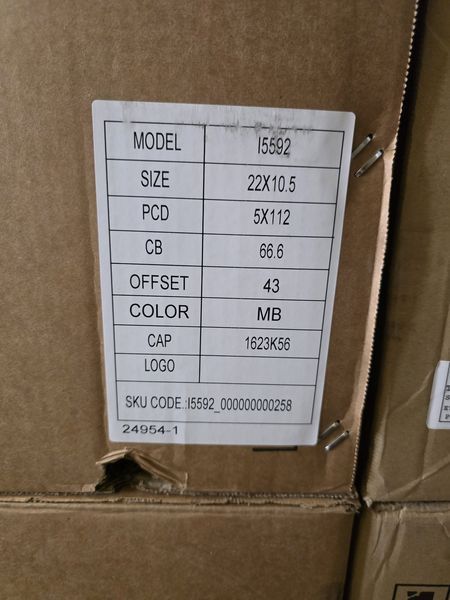 MODEL I5592
SIZE 22X10.5
PCD 5X112
CB 66.6
OFFSET 43
COLOR MB
CAP 1623K56
LOGO
SKU CODE.:I5592_000000000258
24954-1